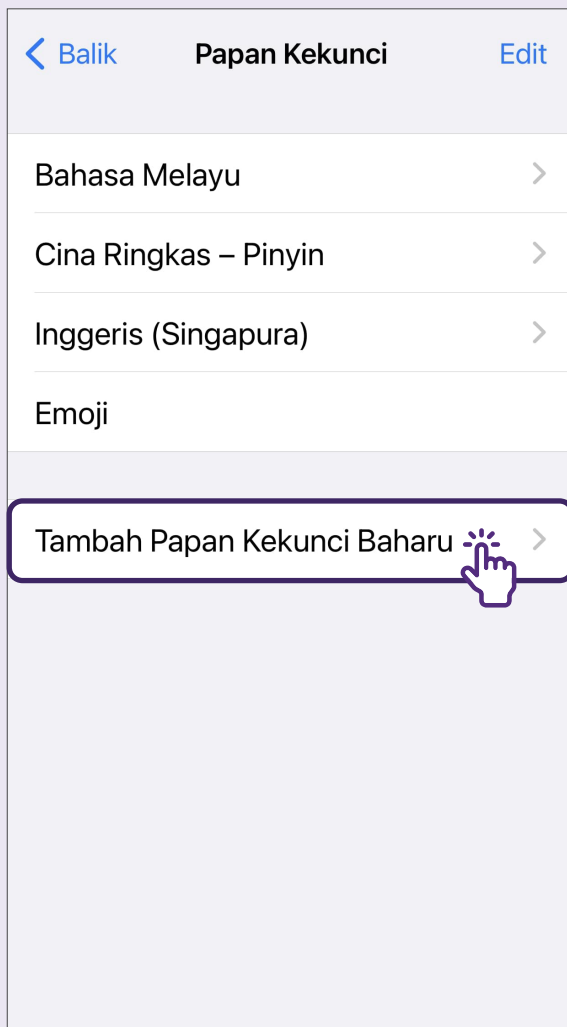 Balik
Papan Kekunci
Edit
Bahasa Melayu
Cina Ringkas – Pinyin
Inggeris (Singapura)
Emoji
Tambah Papan Kekunci Baharu